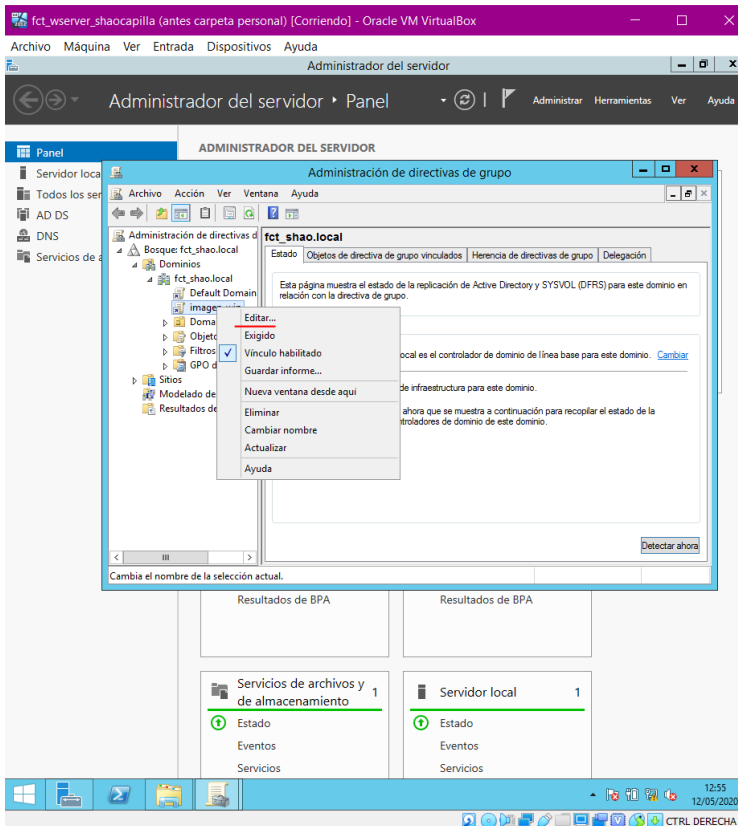 fct_wserver_shaocapilla (antes carpeta personal) [Corriendo] - Oracle VM VirtualBox
Archivo Máquina Ver Entrada Dispositivos Ayuda
Administrador del servidor
Administrador del servidor Panel
Administrar Herramientas Ver Ayuda
Panel
Servidor loca
Todos los ser
AD DS
DNS
Servicios de a
ADMINISTRADOR DEL SERVIDOR
Administración de directivas de grupo
Archivo Acción Ver Ventana Ayuda
Administración de directivas d
Bosque: fct_shao.local
Dominios
fct_shao.local
Default Domain
Doma
Objeto
Filtros
GPO d
Sitios
Modelado de
Resultados de
fct_shao.local
Estado Objetos de directiva de grupo vinculados Herencia de directivas de grupo Delegación
Esta página muestra el estado de la replicación de Active Directory y SYSVOL (DFRS) para este dominio en
relación con la directiva de grupo.
ocal es el controlador de dominio de línea base para este dominio. Cambiar
de infraestructura para este dominio.
ahora que se muestra a continuación para recopilar el estado de la
troladores de dominio de este dominio.
Detectar ahora
Editar...
Exigido
Vínculo habilitado
Guardar informe...
Nueva ventana desde aquí
Eliminar
Cambiar nombre
Actualizar
Ayuda
Cambia el nombre de la selección actual.
Resultados de BPA
Resultados de BPA
Servicios de archivos y
de almacenamiento
1
Estado
Eventos
Servicios
Servidor local 1
Estado
Eventos
Servicios
12:55
12/05/2020
CTRL DERECHA